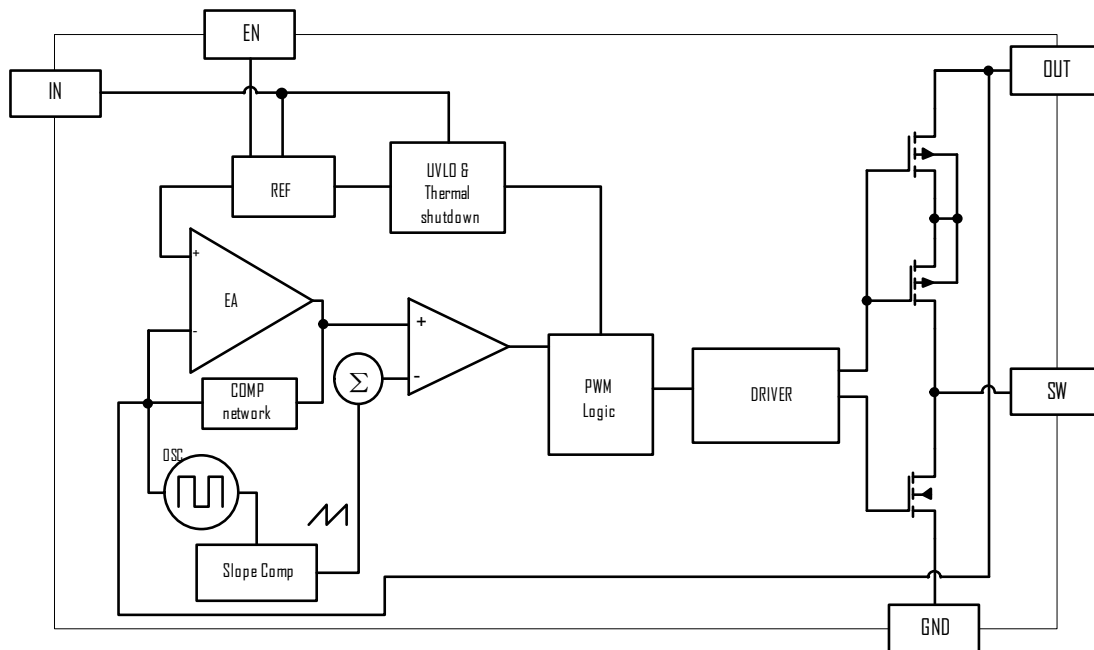 EN
IN
OUT
REF
UVLO &
Thermal
shutdown
+
EA
-
+
-
Σ
COMP
network
PWM
Logic
DRIVER
SW
OSC
Slope Comp
GND